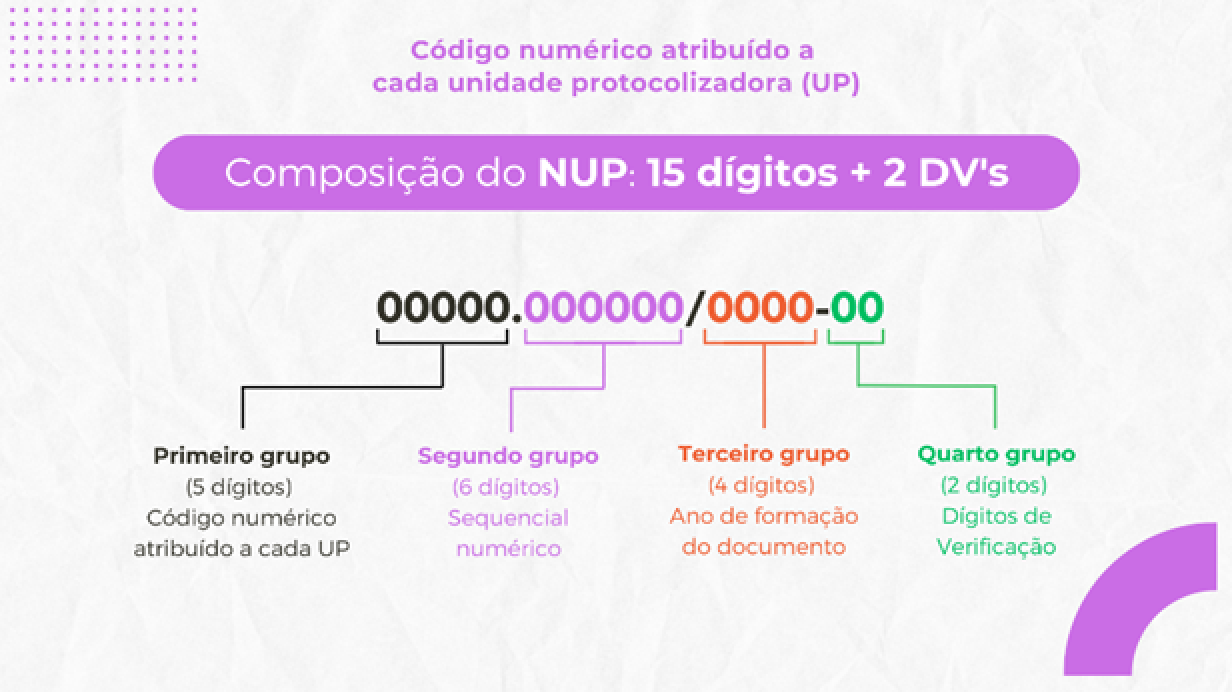 Código numérico atribuído a
cada unidade protocolizadora (UP)
Composição do NUP: 15 dígitos + 2 DV's
00000.000000/0000-00
Primeiro grupo
(5 dígitos)
Código numérico
atribuído a cada UP
Segundo grupo
(6 dígitos)
Sequencial
numérico
Terceiro grupo
(4 dígitos)
Ano de formação
do documento
Quarto grupo
(2 dígitos)
Dígitos de
Verificação